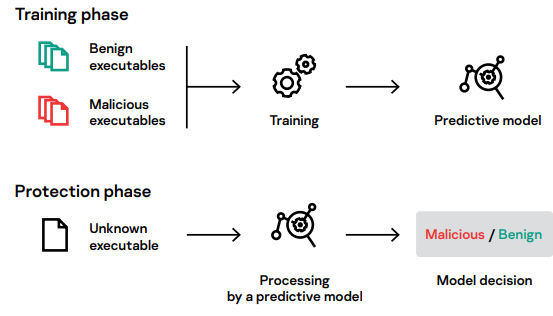 Training phase
Benign
executables
Malicious
executables
Training
Predictive model
Protection phase
Unknown
executable
Processing
by a predictive model
Malicious / Benign
Model decision